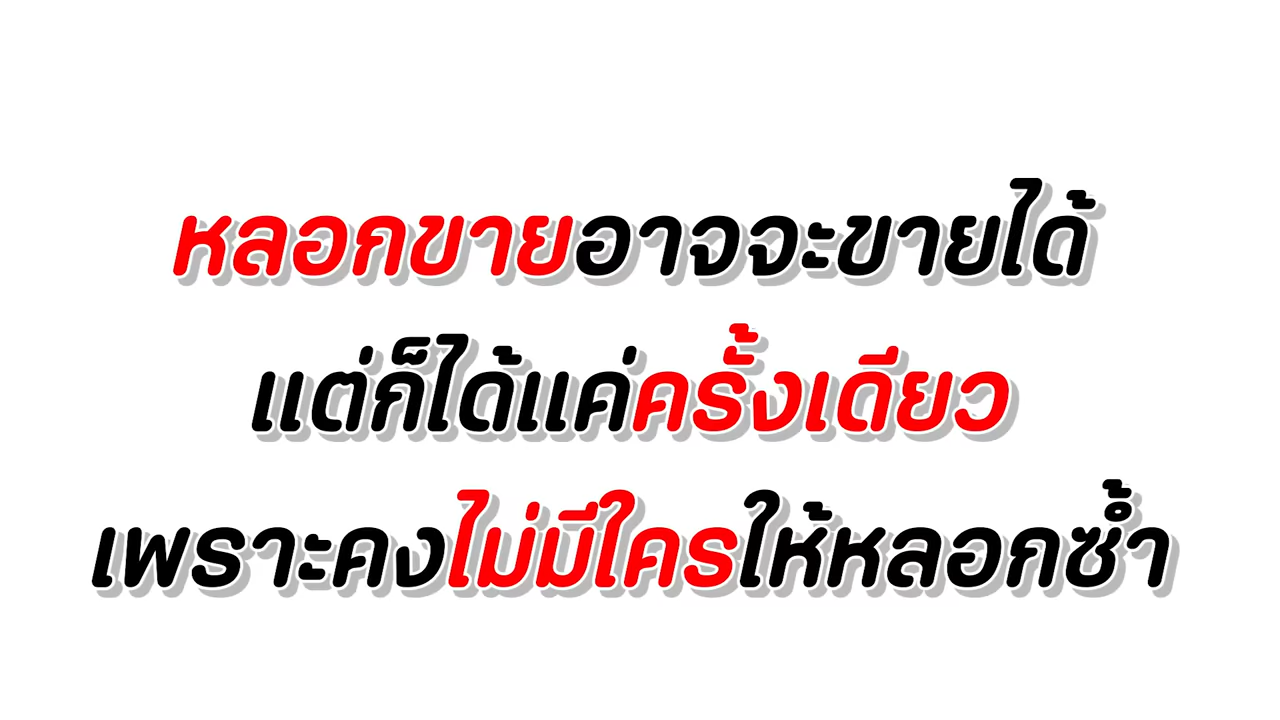 หลอกขายอาจจะขายได้
แต่ก็ได้แค่ครั้งเดียว
เพราะคงไม่มีใครให้หลอกซ้ำ